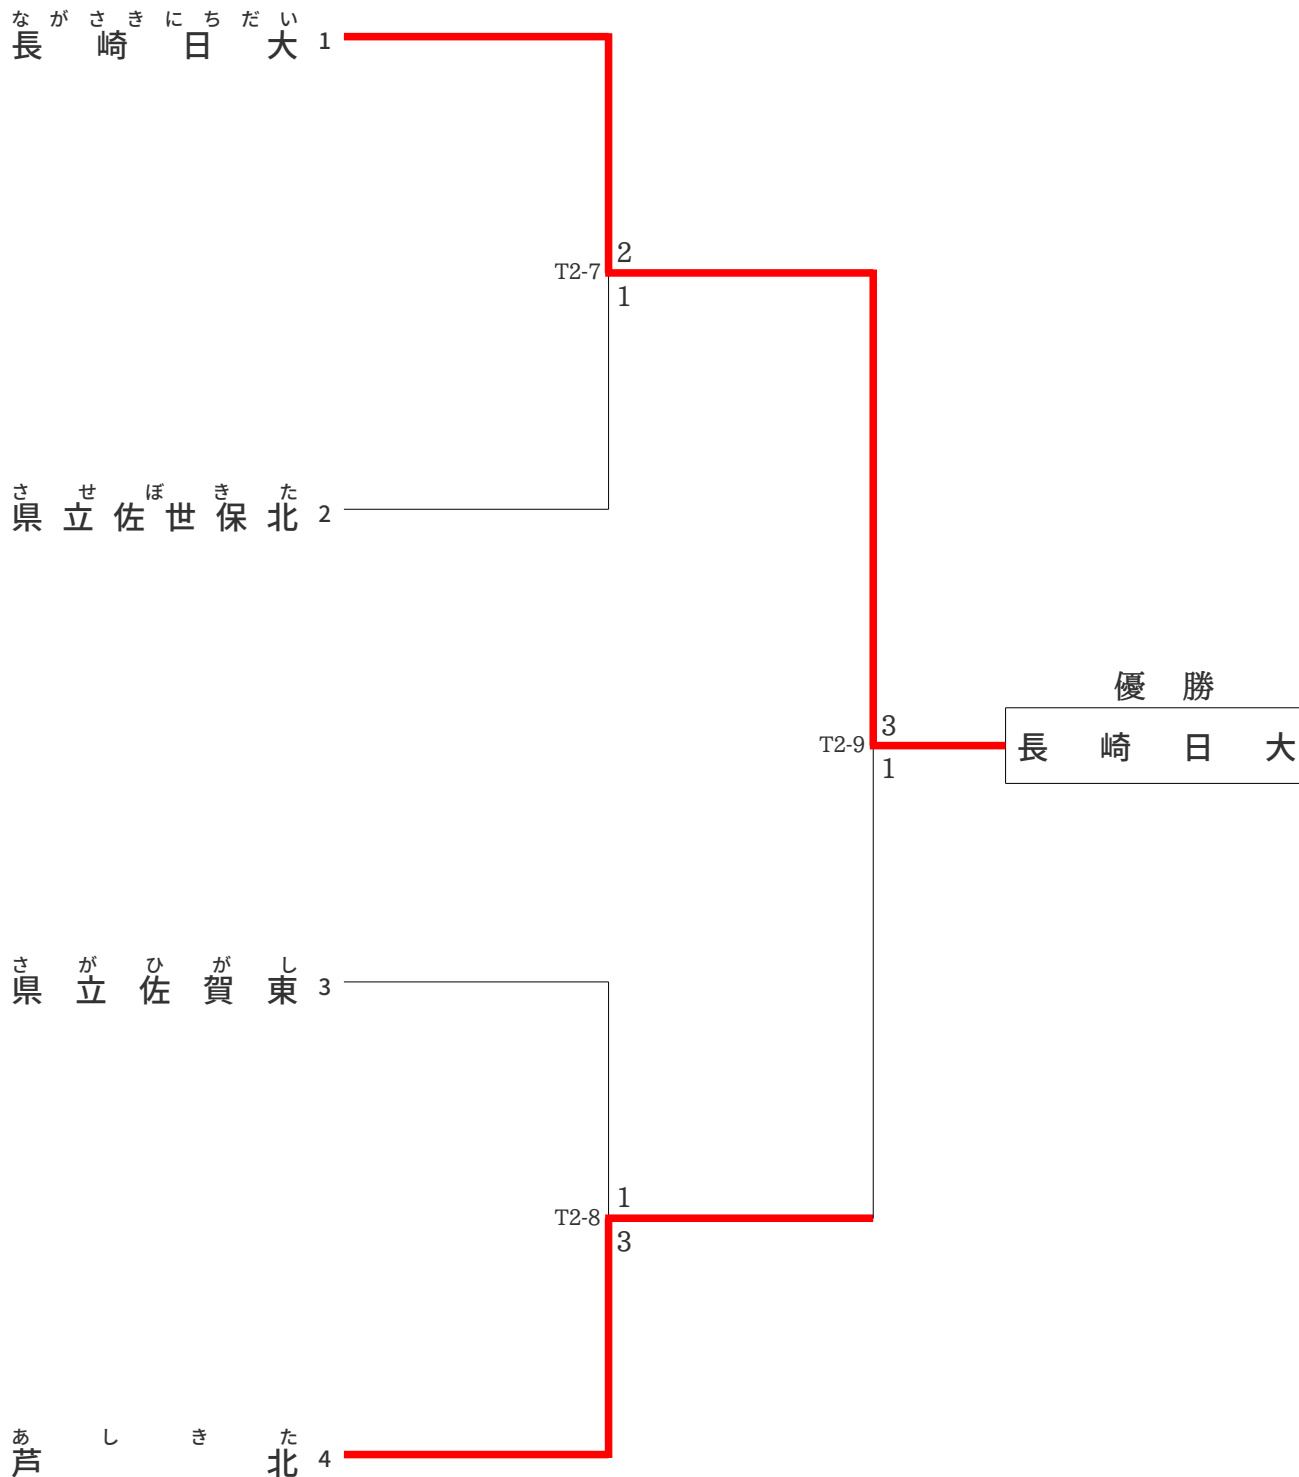 ながさきにちだい
長崎日大 1
2
T2-7
1
させぼきた
県立佐世保北 2
優勝
3
T2-9
長崎日大
1
さがひがし
県立佐賀東 3
1
T2-8
3
あしきた
芦北 4